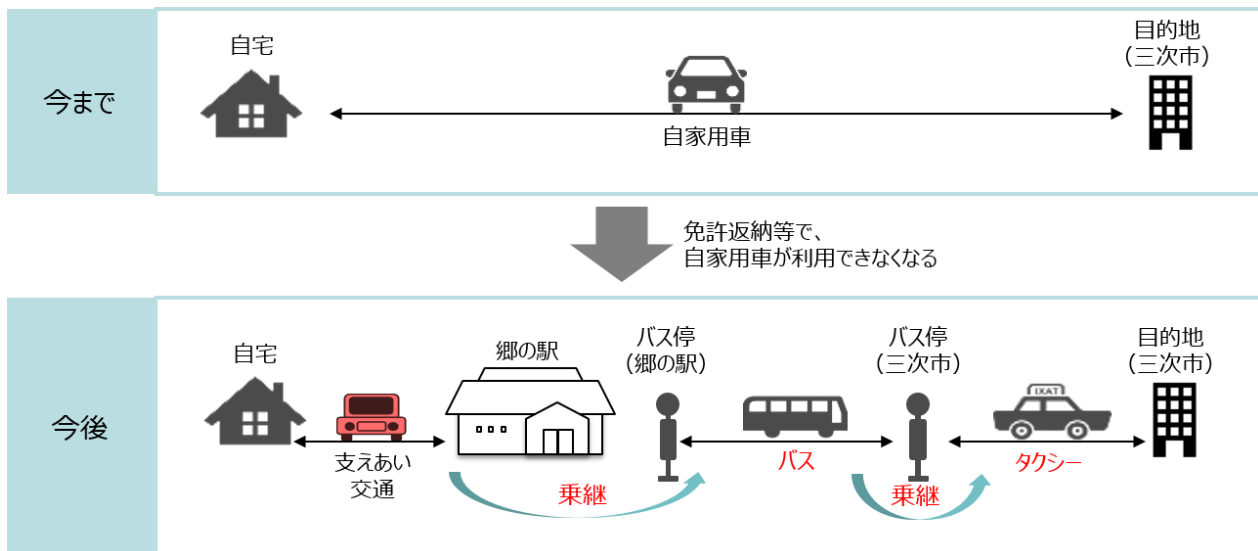 今まで
自宅
目的地
(三次市)
自家用車
免許返納等で、
自家用車が利用できなくなる
今後
自宅
支えあい
交通
郷の駅
バス停
(郷の駅)
バス停
(三次市)
目的地
(三次市)
IXAT
バス
タクシー
乗継
乗継